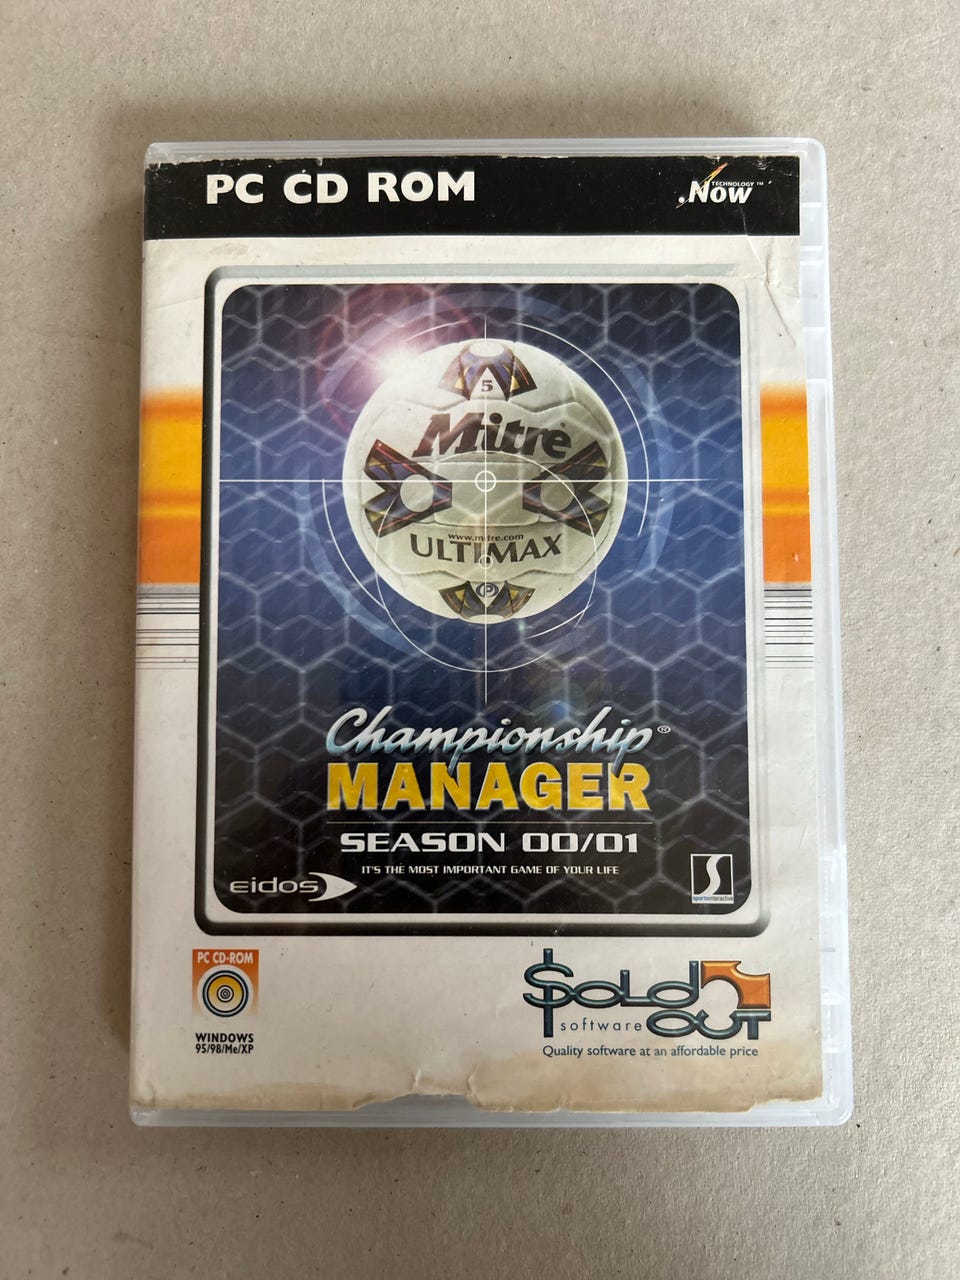 PC CD ROM
TECHNOLOGY™
.Now
5
Mitre
www.mitre.com
ULTIMAX
P
Championship®
MANAGER
SEASON 00/01
IT'S THE MOST IMPORTANT GAME OF YOUR LIFE
eidos
S
sportsinteractive
PC CD-ROM
WINDOWS
95/98/Me/XP
SOLD
software OUT
Quality software at an affordable price